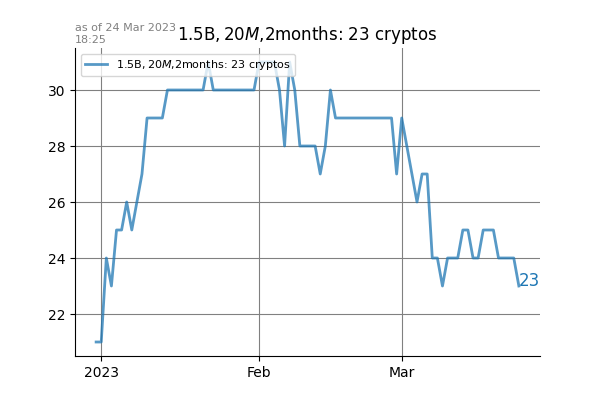 as of 24 Mar 2023
18:25
1.5B, 20M,2months: 23 cryptos
1.5B, 20M,2months: 23 cryptos
30
28
26
24
22
23
2023
Feb
Mar